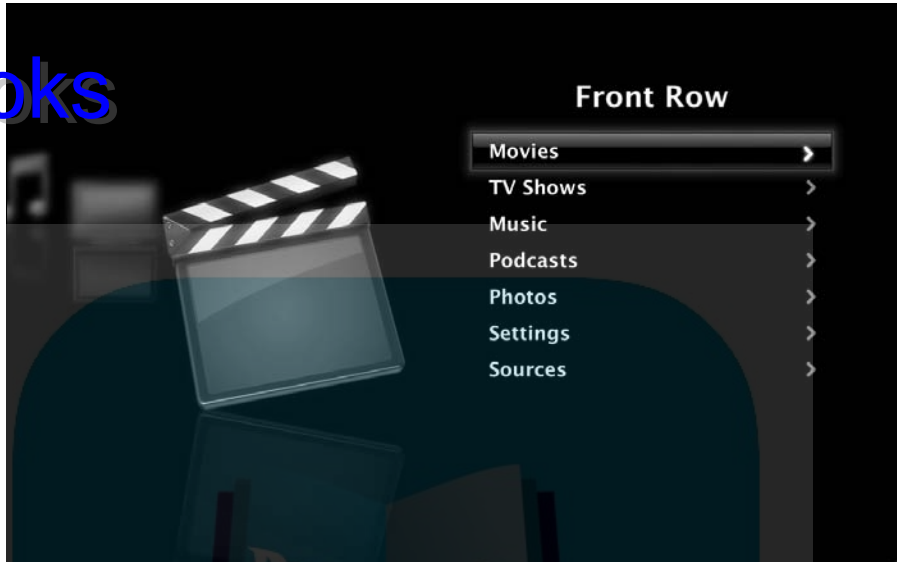 oks
Front Row
Movies
TV Shows
Music
Podcasts
Photos
Settings
Sources